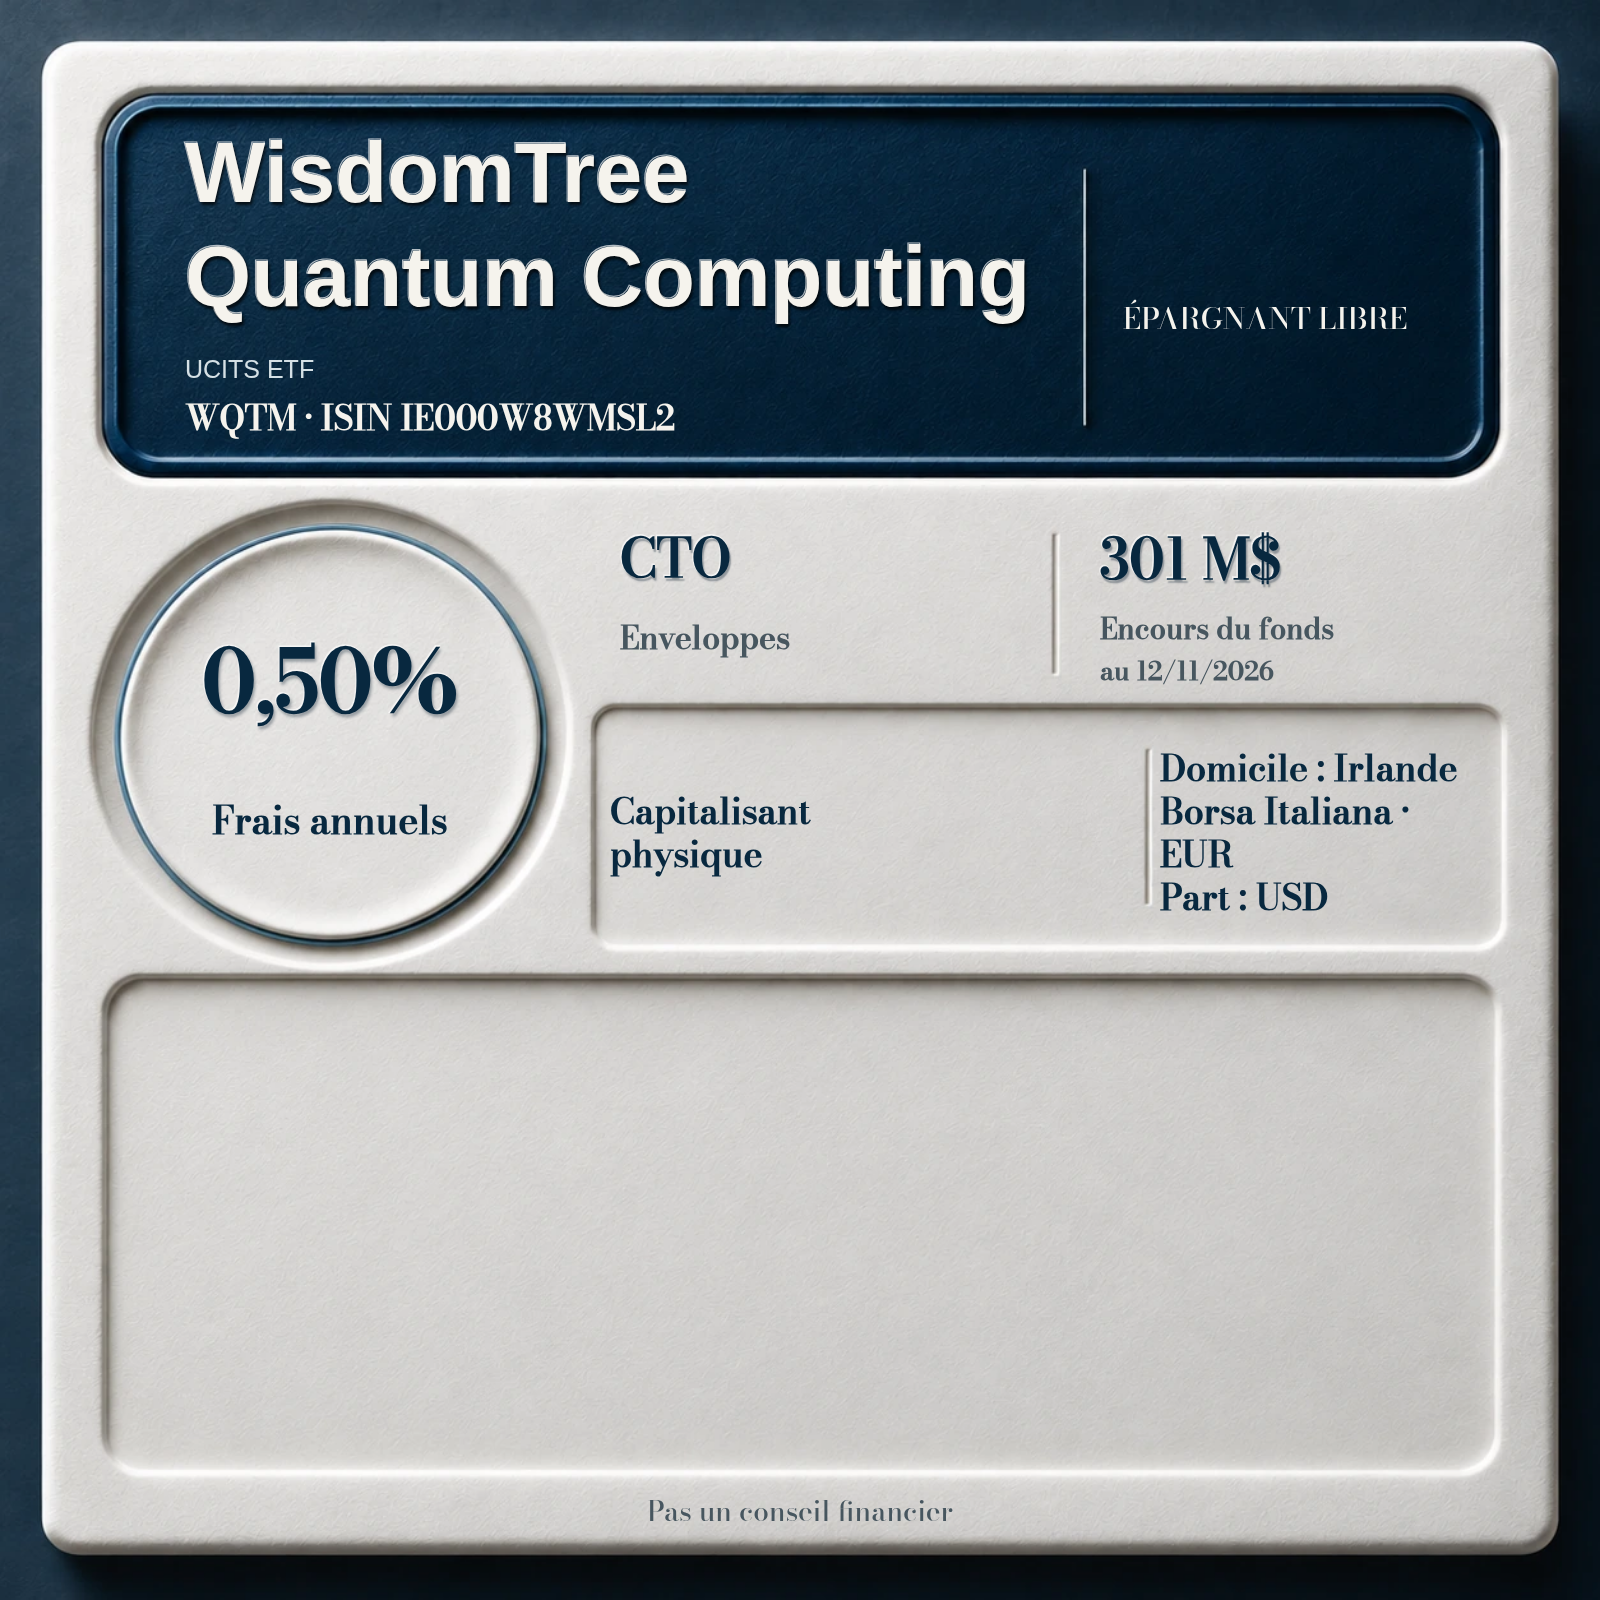 WisdomTree
Quantum Computing
UCITS ETF
WQTM · ISIN IE000W8WMSL2
ÉPARGNANT LIBRE
0,50%
Frais annuels
CTO
Enveloppes
301 M$
Encours du fonds
au 12/11/2026
Capitalisant
physique
Domicile : Irlande
Borsa Italiana ·
EUR
Part : USD
Pas un conseil financier